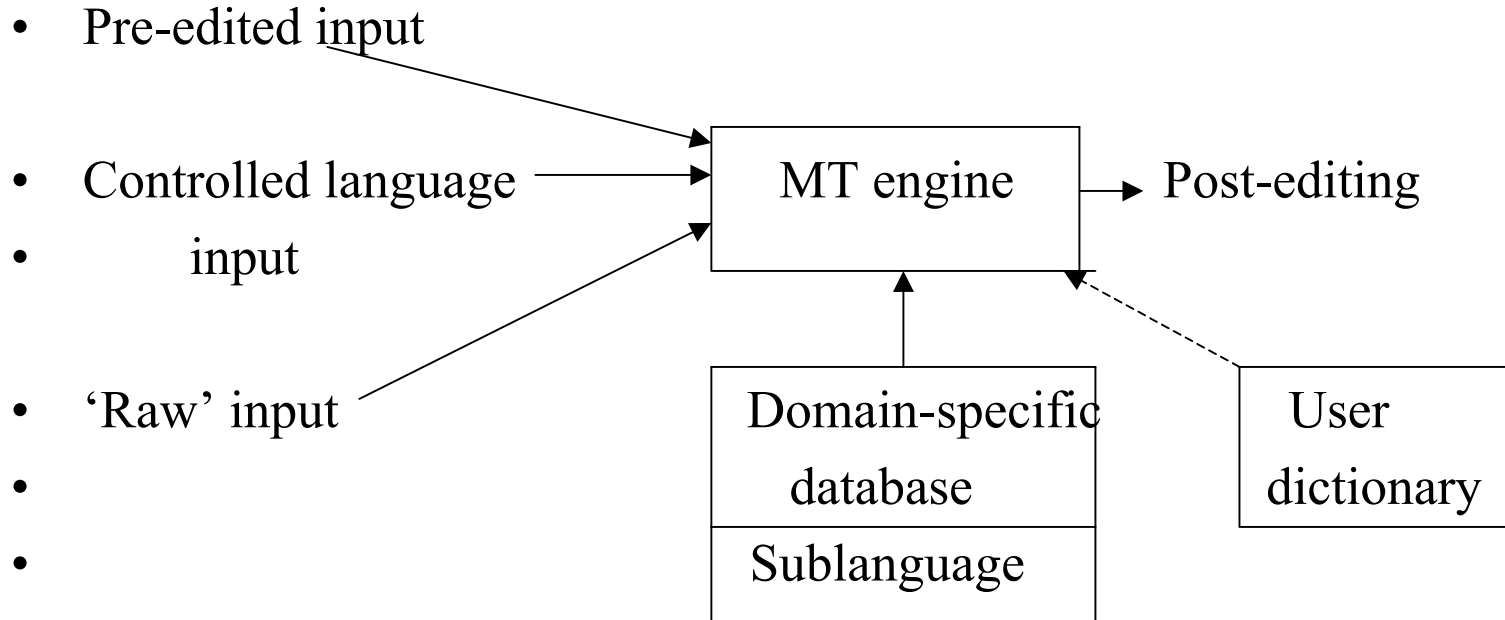 • Pre-edited input
• Controlled language
• input
MT engine
Post-editing
• ‘Raw’ input
•
•
Domain-specific
database
Sublanguage
User
dictionary